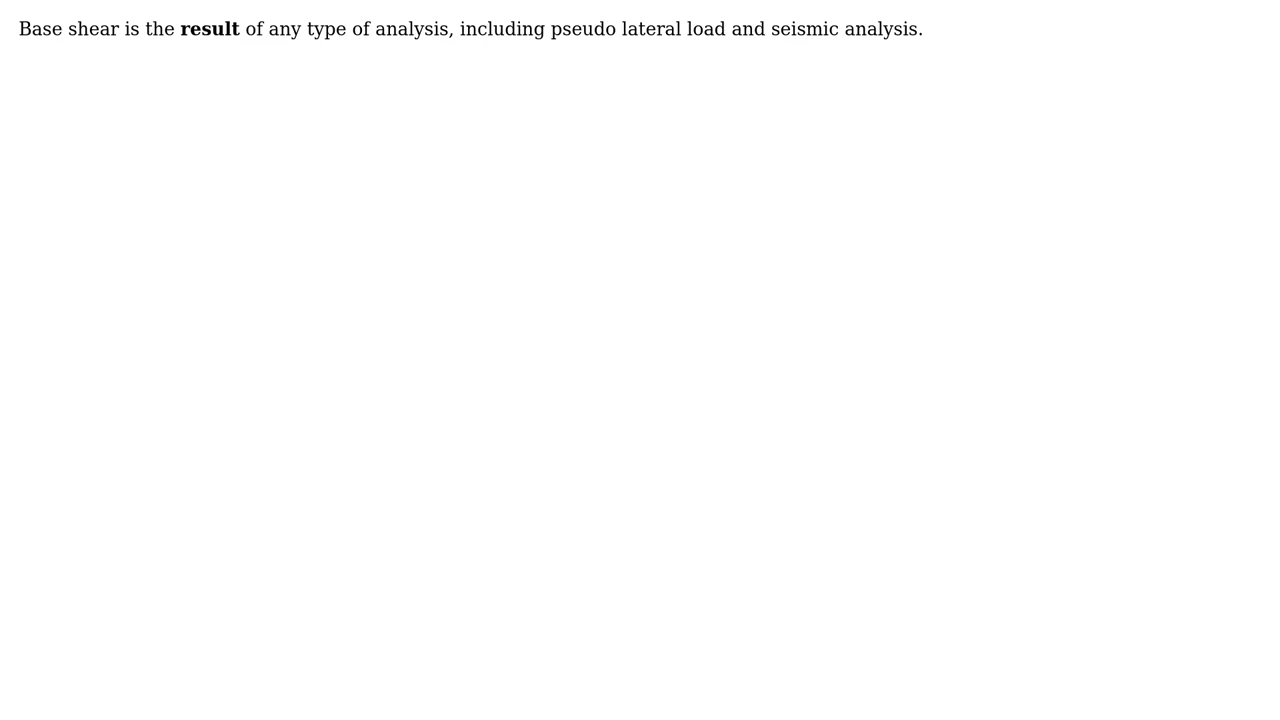 Base shear is the result of any type of analysis, including pseudo lateral load and seismic analysis.